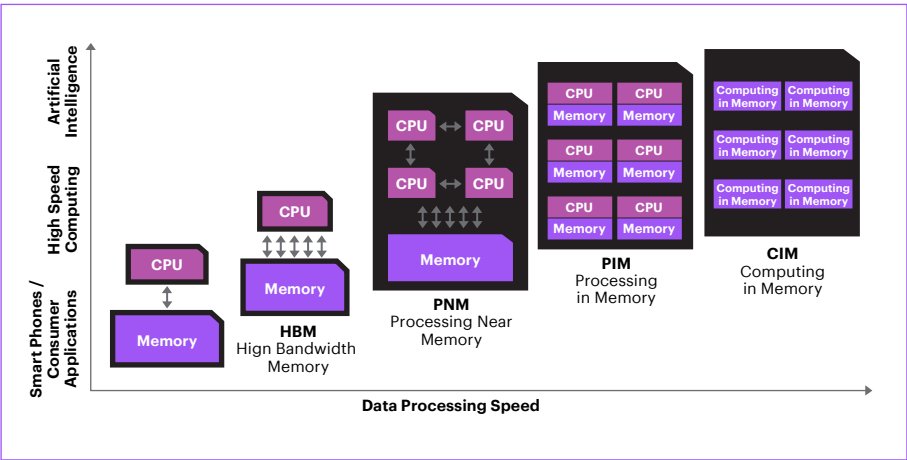 Artificial
Intelligence
High Speed
Computing
Smart Phones /
Consumer
Applications
CPU
Memory
CPU
Memory
HBM
Hign Bandwidth
Memory
CPU
CPU
CPU
CPU
Memory
PNM
Processing Near
Memory
CPU
CPU
Memory
Memory
CPU
CPU
Memory
Memory
CPU
CPU
Memory
Memory
PIM
Processing
in Memory
Computing
in Memory
Computing
in Memory
Computing
in Memory
Computing
in Memory
Computing
in Memory
Computing
in Memory
CIM
Computing
in Memory
Data Processing Speed